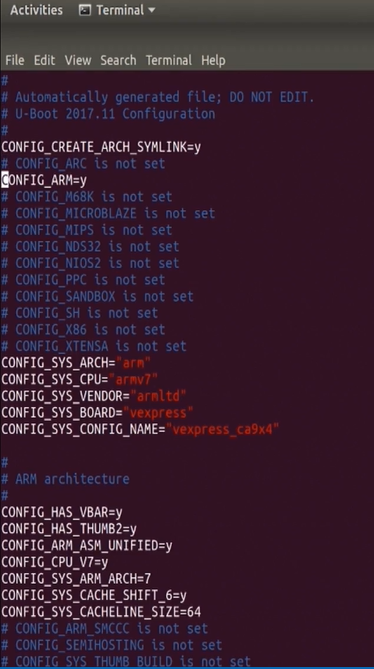 Activities Terminal
File Edit View Search Terminal Help
#
# Automatically generated file; DO NOT EDIT.
# U-Boot 2017.11 Configuration
#
CONFIG_CREATE_ARCH_SYMLINK=y
# CONFIG_ARC is not set
CONFIG_ARM=y
# CONFIG_M68K is not set
# CONFIG_MICROBLAZE is not set
# CONFIG_MIPS is not set
# CONFIG_NDS32 is not set
# CONFIG_NIOS2 is not set
# CONFIG_PPC is not set
# CONFIG_SANDBOX is not set
# CONFIG_SH is not set
# CONFIG_X86 is not set
# CONFIG_XTENSA is not set
CONFIG_SYS_ARCH="arm"
CONFIG_SYS_CPU="armv7"
CONFIG_SYS_VENDOR="armltd"
CONFIG_SYS_BOARD="vexpress"
CONFIG_SYS_CONFIG_NAME="vexpress_ca9x4"
#
# ARM architecture
#
CONFIG_HAS_VBAR=y
CONFIG_HAS_THUMB2=y
CONFIG_ARM_ASM_UNIFIED=y
CONFIG_CPU_V7=y
CONFIG_SYS_ARM_ARCH=7
CONFIG_SYS_CACHE_SHIFT_6=y
CONFIG_SYS_CACHELINE_SIZE=64
# CONFIG_ARM_SMCCC is not set
# CONFIG_SEMIHOSTING is not set
# CONFIG_SYS_THUMB_BUILD is not set